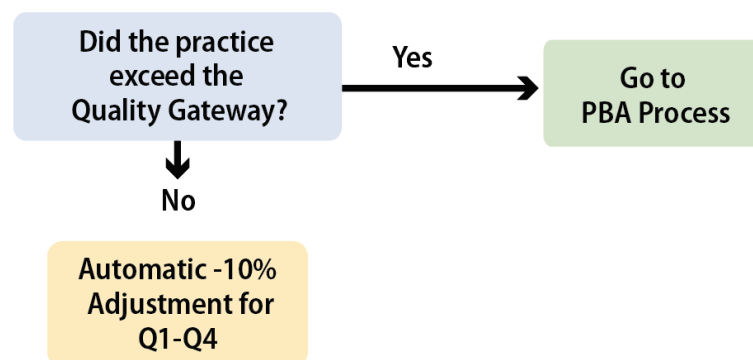 Did the practice
exceed the
Quality Gateway?
Yes
Go to
PBA Process
No
Automatic -10%
Adjustment for
Q1-Q4